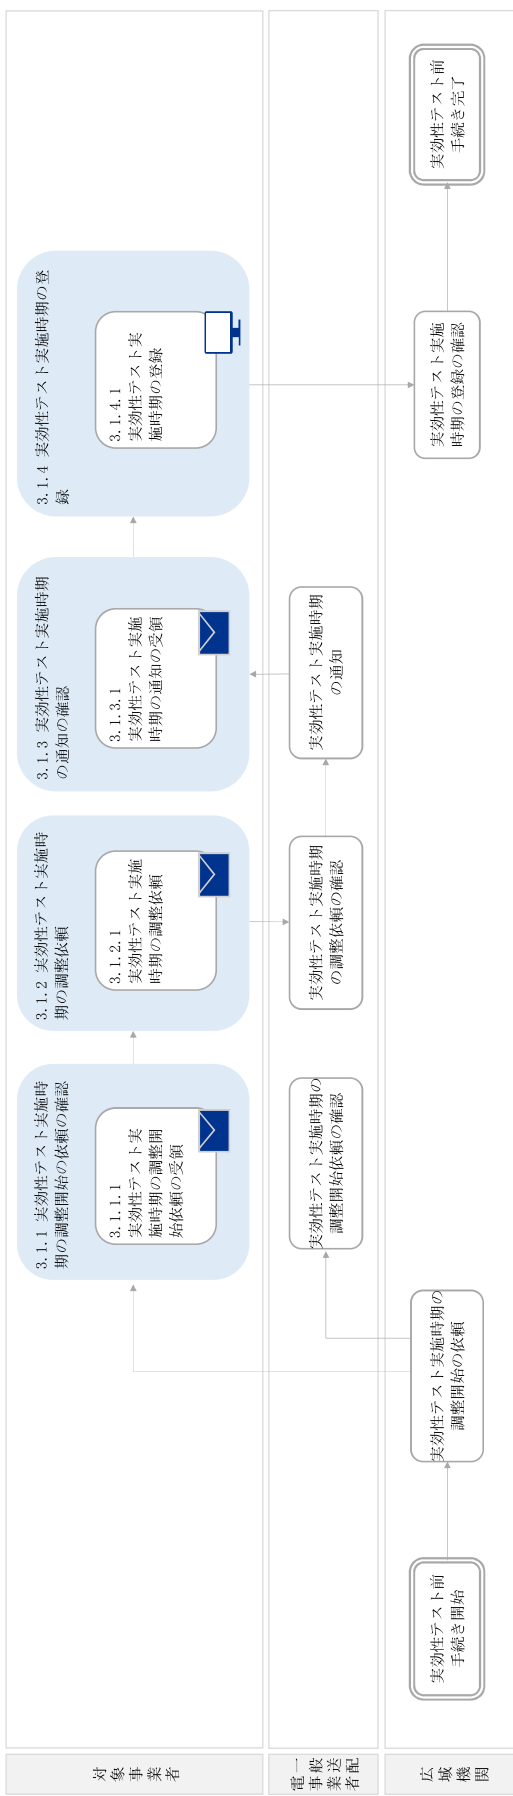 対象事業者
3.1.1 実効性テスト実施時
期の調整開始の依頼の確認
3.1.1.1
実効性テスト実
施時期の調整開
始依頼の受領
3.1.2 実効性テスト実施時
期の調整依頼
3.1.2.1
実効性テスト実施
時期の調整依頼
3.1.3 実効性テスト実施時期
の通知の確認
3.1.3.1
実効性テスト実施
時期の通知の受領
3.1.4 実効性テスト実施時期の登
録
3.1.4.1
実効性テスト実
施時期の登録
一般送配
電事業者
実効性テスト実施時期の
調整開始依頼の確認
実効性テスト実施時期
の調整依頼の確認
実効性テスト実施時期
の通知
広域機関
実効性テスト前
手続き開始
実効性テスト実施時期の
調整開始の依頼
実効性テスト実施
時期の登録の確認
実効性テスト前
手続き完了